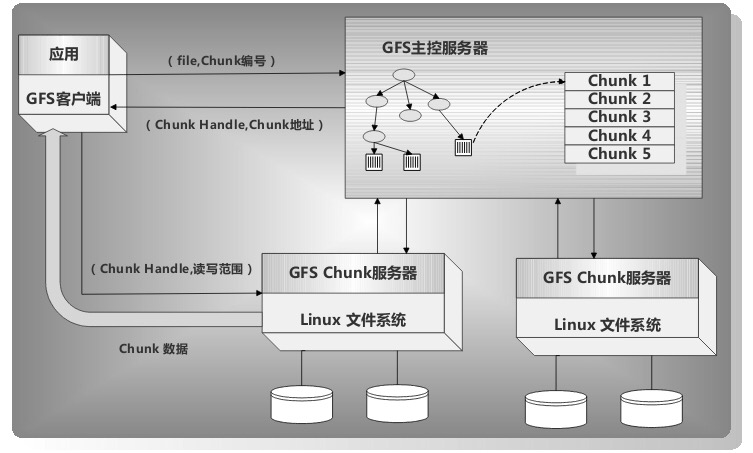 应用
GFS客户端
（file,Chunk编号）
（Chunk Handle,Chunk地址）
GFS主控服务器
Chunk 1
Chunk 2
Chunk 3
Chunk 4
Chunk 5
（Chunk Handle,读写范围）
Chunk 数据
GFS Chunk服务器
Linux 文件系统
GFS Chunk服务器
Linux 文件系统